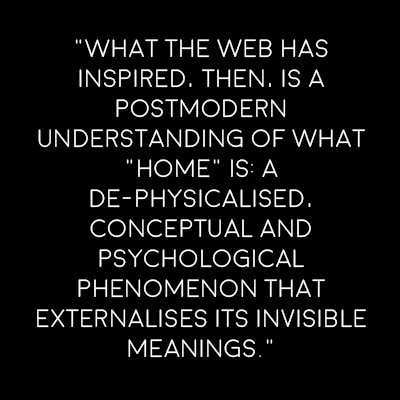 "WHAT THE WEB HAS
INSPIRED, THEN, IS A
POSTMODERN
UNDERSTANDING OF WHAT
"HOME" IS: A
DE-PHYSICALISED,
CONCEPTUAL AND
PSYCHOLOGICAL
PHENOMENON THAT
EXTERNALISES ITS INVISIBLE
MEANINGS."